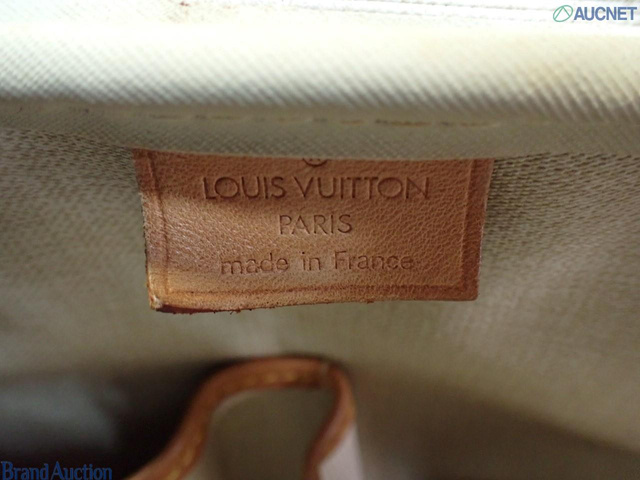 AUCNET
LOUIS VUITTON
PARIS
made in France
Brand Auction